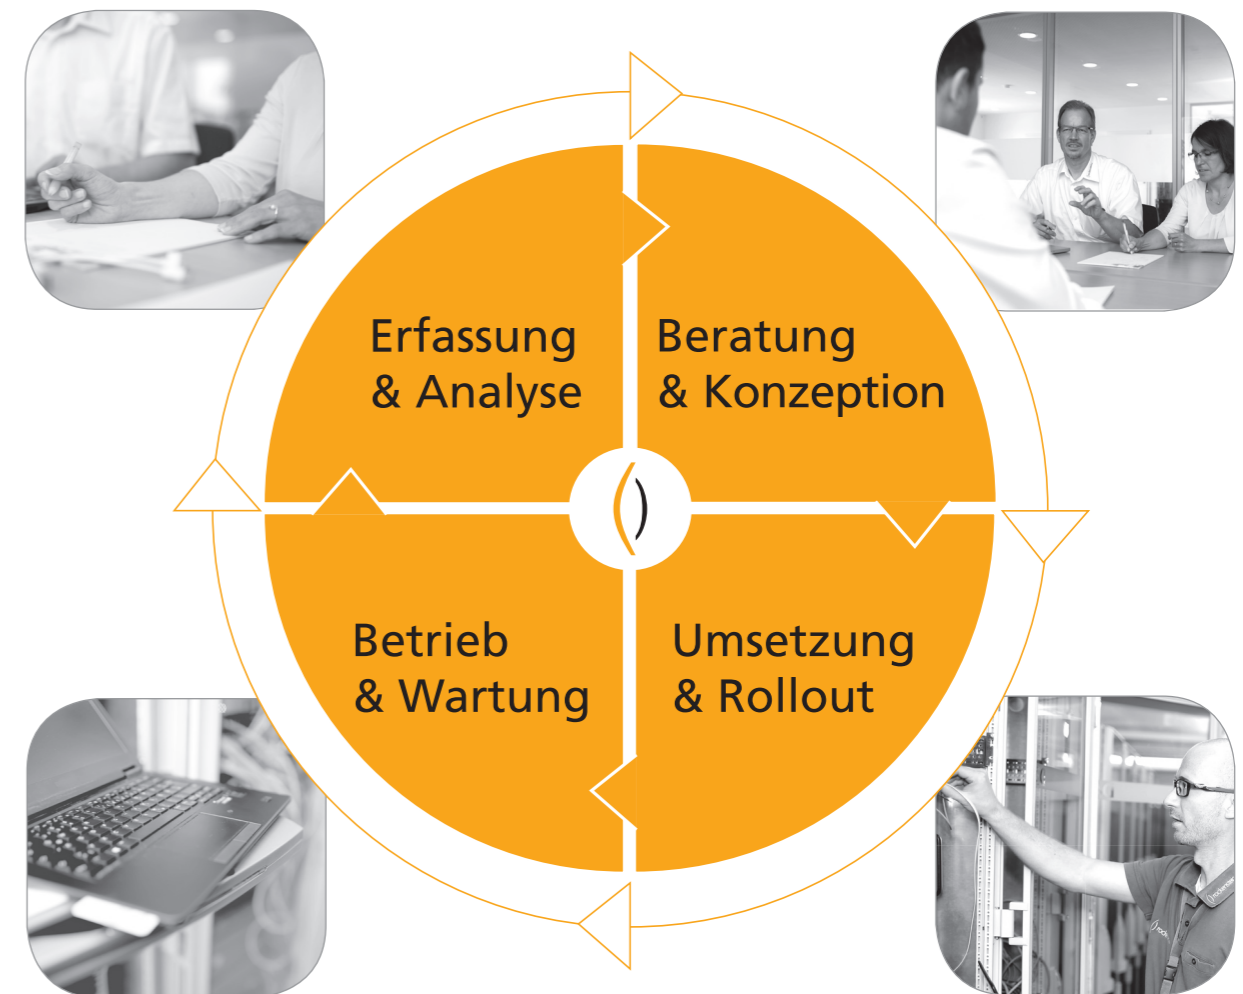 Erfassung
& Analyse
Beratung
& Konzeption
Betrieb
& Wartung
Umsetzung
& Rollout